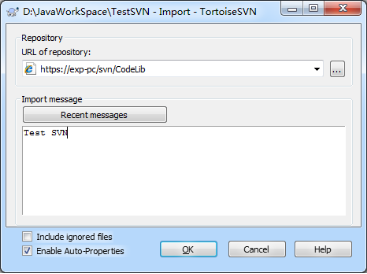 D:\JavaWorkSpace\TestSVN - Import - TortoiseSVN
Repository
URL of repository:
https://exp-pc/svn/CodeLib
...
Import message
Recent messages
Test SVN
Include ignored files
Enable Auto-Properties
OK
Cancel
Help